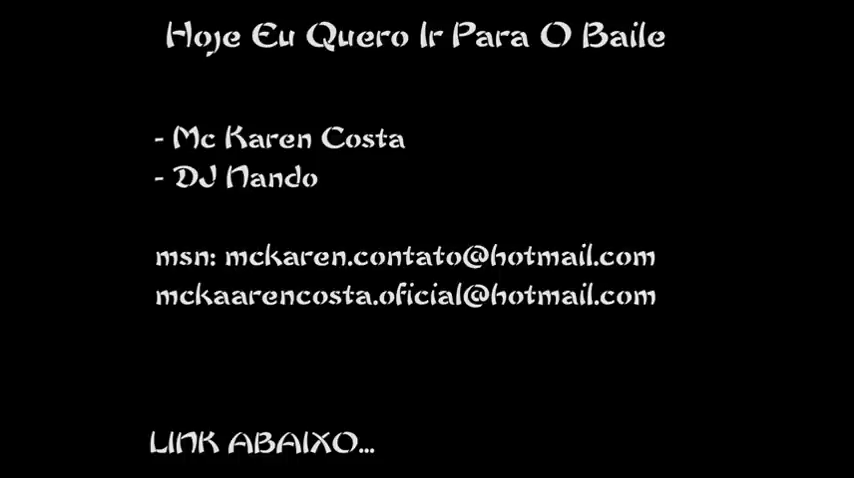 Hoje Eu Quero Ir Para O Baile
- Mc Karen Costa
- DJ Nando
msn: mckaren.contato@hotmail.com
mckaarencosta.oficial@hotmail.com
LINK ABAIXO...